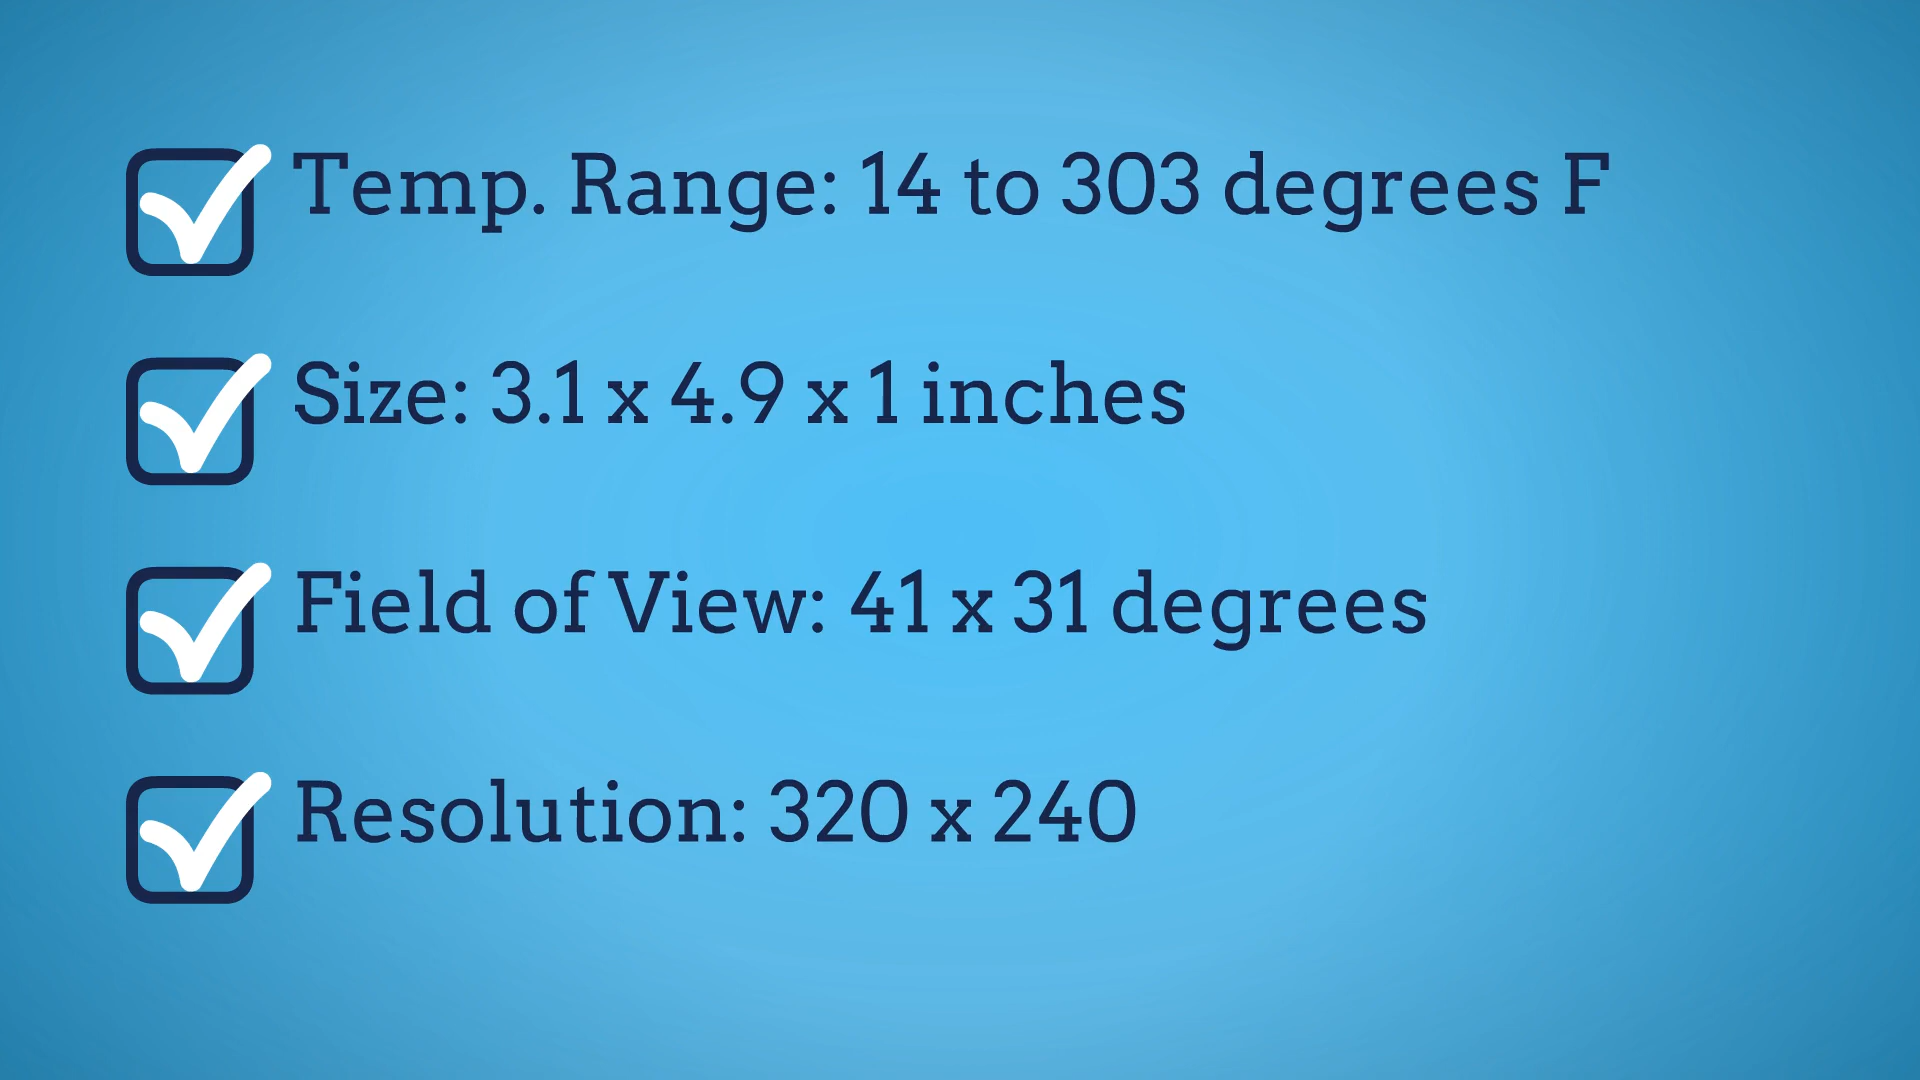 Temp. Range: 14 to 303 degrees F
Size: 3.1 x 4.9 x 1 inches
Field of View: 41 x 31 degrees
Resolution: 320 x 240